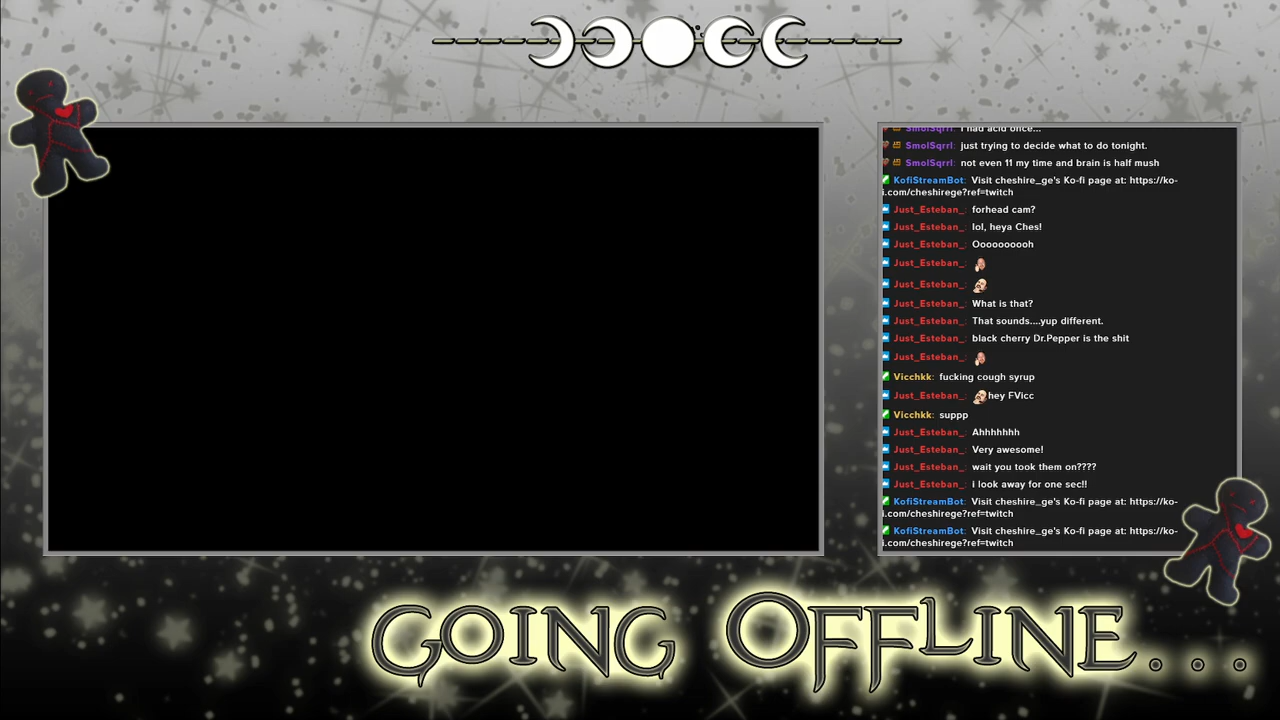 SmolSqrrl: I had acid once...
SmolSqrrl: just trying to decide what to do tonight.
SmolSqrrl: not even 11 my time and brain is half mush
KofiStreamBot: Visit cheshire_ge's Ko-fi page at: https://ko-
i.com/cheshirege?ref=twitch
Just_Esteban_: forhead cam?
Just_Esteban_: lol, heya Ches!
Just_Esteban_: Ooooooooooh
Just_Esteban_:
Just_Esteban_:
Just_Esteban_: What is that?
Just_Esteban_: That sounds....yup different.
Just_Esteban_: black cherry Dr.Pepper is the shit
Just_Esteban_:
Vicchkk: fucking cough syrup
Just_Esteban_: hey FVicc
Vicchkk: suppp
Just_Esteban_: Ahhhhhhh
Just_Esteban_: Very awesome!
Just_Esteban_: wait you took them on????
Just_Esteban_: i look away for one sec!!
KofiStreamBot: Visit cheshire_ge's Ko-fi page at: https://ko-
i.com/cheshirege?ref=twitch
KofiStreamBot: Visit cheshire_ge's Ko-fi page at: https://ko-
i.com/cheshirege?ref=twitch
GOING OFFLINE...